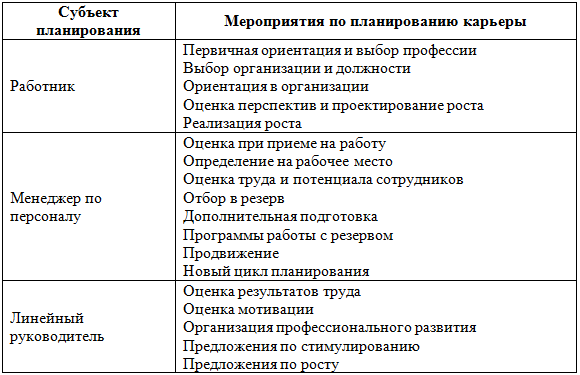 Субъект
планирования
Мероприятия по планированию карьеры
Работник
Первичная ориентация и выбор профессии
Выбор организации и должности
Ориентация в организации
Оценка перспектив и проектирование роста
Реализация роста
Менеджер по
персоналу
Оценка при приеме на работу
Определение на рабочее место
Оценка труда и потенциала сотрудников
Отбор в резерв
Дополнительная подготовка
Программы работы с резервом
Продвижение
Новый цикл планирования
Линейный
руководитель
Оценка результатов труда
Оценка мотивации
Организация профессионального развития
Предложения по стимулированию
Предложения по росту